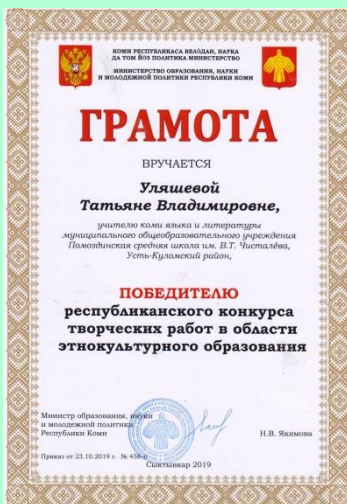 КОМИ РЕСПУБЛИКАСА ВЕЛӦДАН, НАУКА
ДА ТОМ ЙӦЗ ПОЛИТИКА МИНИСТЕРСТВО
МИНИСТЕРСТВО ОБРАЗОВАНИЯ, НАУКИ
И МОЛОДЕЖНОЙ ПОЛИТИКИ РЕСПУБЛИКИ КОМИ
ГРАМОТА
ВРУЧАЕТСЯ
Уляшевой
Татьяне Владимировне,
учителю коми языка и литературы
муниципального общеобразовательного учреждения
Помоздинская средняя школа им. В.Т. Чисталёва,
Усть-Куломский район,
ПОБЕДИТЕЛЮ
республиканского конкурса
творческих работ в области
этнокультурного образования
Министр образования, науки
и молодежной политики
Республики Коми
Н.В. Якимова
Приказ от 23.10.2019 г. №
Сыктывкар 2019